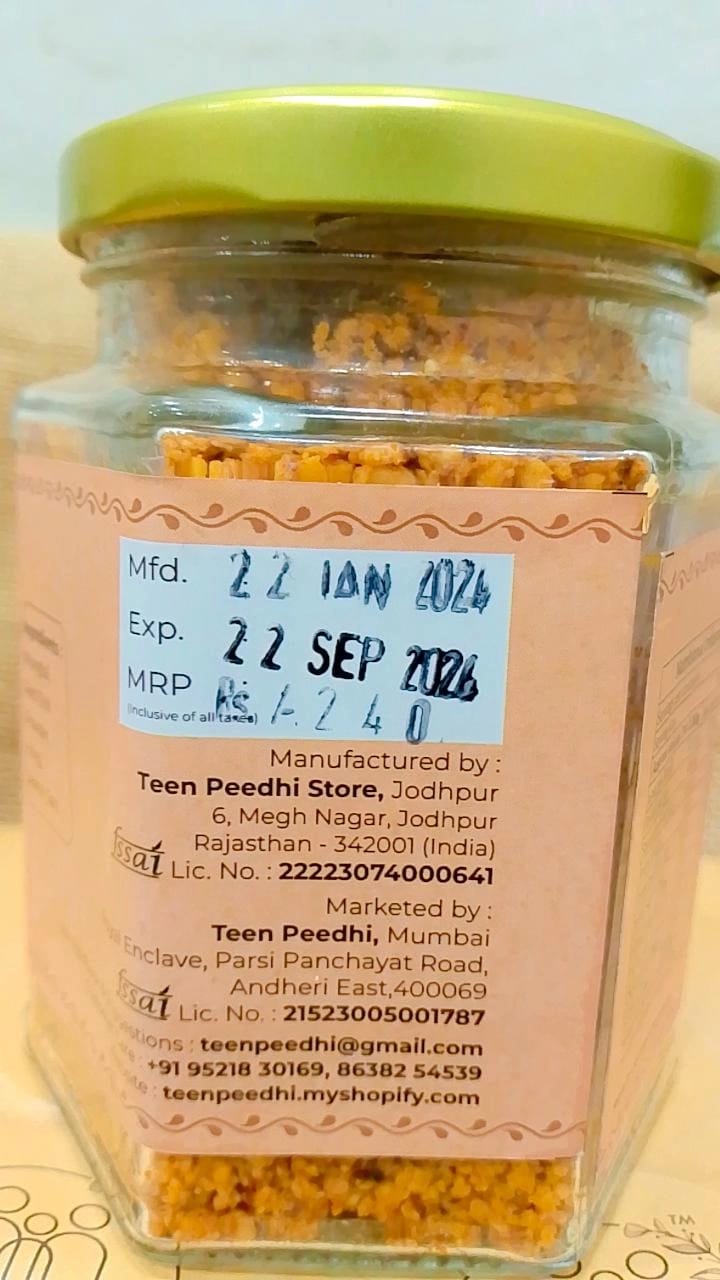 Mfd. 22 JAN 2026
Exp. 22 SEP 2026
MRP Rs /- 240
(inclusive of all taxes)
Manufactured by :
Teen Peedhi Store, Jodhpur
6, Megh Nagar, Jodhpur
Rajasthan - 342001 (India)
fssai Lic. No. : 22223074000641
Marketed by :
Teen Peedhi, Mumbai
Enclave, Parsi Panchayat Road,
Andheri East,400069
fssai Lic. No. : 21523005001787
: teenpeedhi@gmail.com
: +91 95218 30169, 86382 54539
: teenpeedhi.myshopify.com
TM